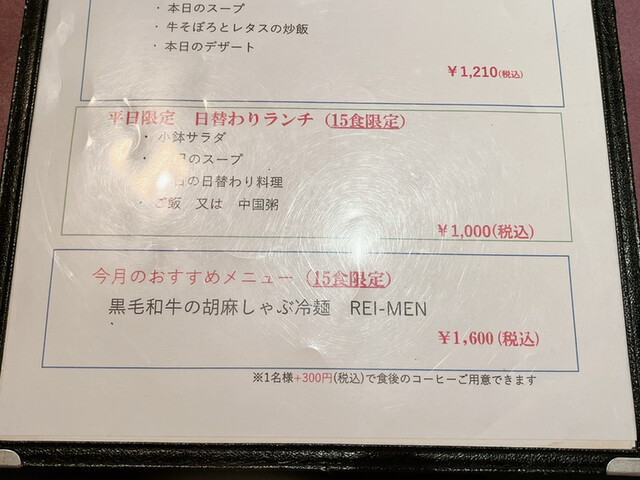 ・本日のスープ
・牛そぼろとレタスの炒飯
・本日のデザート
￥1,210(税込)
平日限定 日替わりランチ (15食限定)
・小鉢サラダ
日のスープ
日の日替わり料理
・ご飯 又は 中国粥
￥1,000(税込)
今月のおすすめメニュー (15食限定)
黒毛和牛の胡麻しゃぶ冷麺 REI-MEN
￥1,600(税込)
※1名様+300円(税込)で食後のコーヒーご用意できます